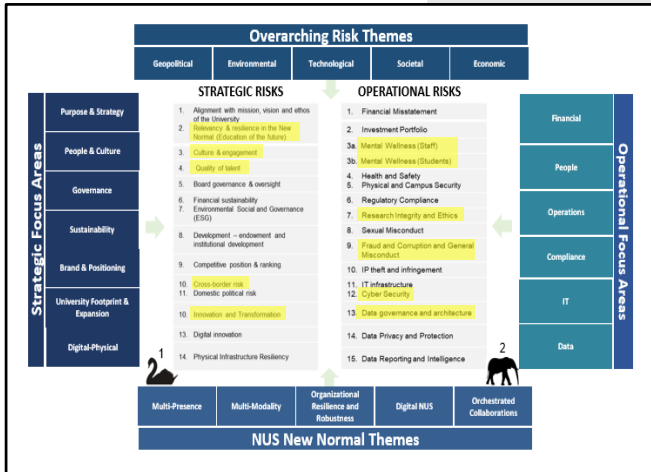 Overarching Risk Themes
Geopolitical
Environmental
Technological
Societal
Economic
Strategic Focus Areas
Purpose & Strategy
People & Culture
Governance
Sustainability
Brand & Positioning
University Footprint &
Expansion
Digital-Physical
STRATEGIC RISKS
1. Alignment with mission, vision and ethos
of the University
2. Relevancy & resilience in the New
Normal (Education of the future)
3. Culture & engagement
4. Quality of talent
5. Board governance & oversight
6. Financial sustainability
7. Environmental Social and Governance
(ESG)
8. Development – endowment and
institutional development
9. Competitive position & ranking
10. Cross-border risk
11. Domestic political risk
10. Innovation and Transformation
13. Digital innovation
14. Physical Infrastructure Resiliency
1
OPERATIONAL RISKS
1. Financial Misstatement
2. Investment Portfolio
3a. Mental Wellness (Staff)
3b. Mental Wellness (Students)
4. Health and Safety
5. Physical and Campus Security
6. Regulatory Compliance
7. Research Integrity and Ethics
8. Sexual Misconduct
9. Fraud and Corruption and General
Misconduct
10. IP theft and infringement
11. IT infrastructure
12. Cyber Security
13. Data governance and architecture
14. Data Privacy and Protection
15. Data Reporting and Intelligence
2
Financial
People
Operations
Compliance
IT
Data
Operational Focus Areas
Multi-Presence
Multi-Modality
Organizational
Resilience and
Robustness
Digital NUS
Orchestrated
Collaborations
NUS New Normal Themes